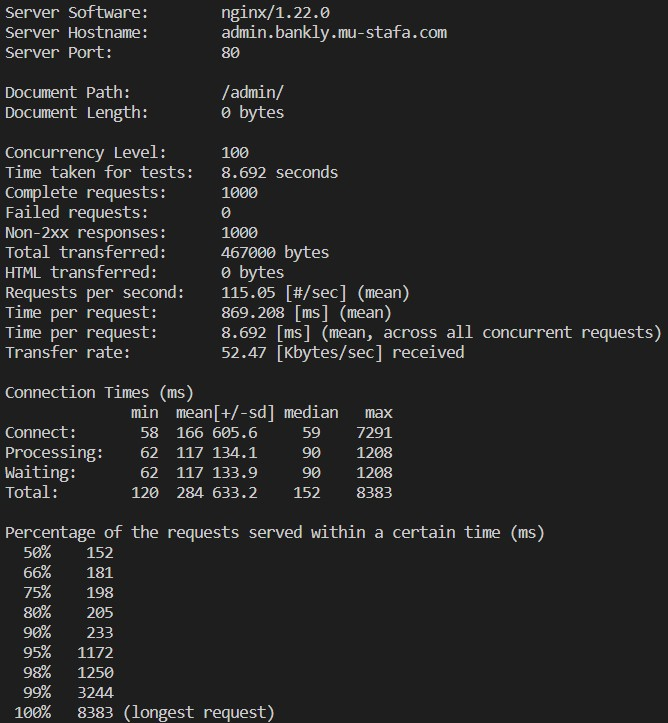 Server Software:        nginx/1.22.0
Server Hostname:        admin.bankly.mu-stafa.com
Server Port:            80

Document Path:          /admin/
Document Length:        0 bytes

Concurrency Level:      100
Time taken for tests:   8.692 seconds
Complete requests:      1000
Failed requests:        0
Non-2xx responses:      1000
Total transferred:      467000 bytes
HTML transferred:       0 bytes
Requests per second:    115.05 [#/sec] (mean)
Time per request:       869.208 [ms] (mean)
Time per request:       8.692 [ms] (mean, across all concurrent requests)
Transfer rate:          52.47 [Kbytes/sec] received

Connection Times (ms)
              min  mean[+/-sd] median   max
Connect:       58  166 605.6     59    7291
Processing:    62  117 134.1     90    1208
Waiting:       62  117 133.9     90    1208
Total:        120  284 633.2    152    8383

Percentage of the requests served within a certain time (ms)
  50%    152
  66%    181
  75%    198
  80%    205
  90%    233
  95%   1172
  98%   1250
  99%   3244
 100%   8383 (longest request)